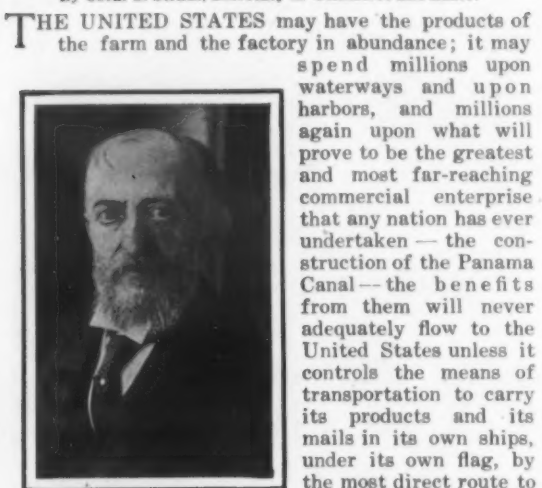 THE UNITED STATES may have the products of
the farm and the factory in abundance; it may
spend millions upon
waterways and upon
harbors, and millions
again upon what will
prove to be the greatest
and most far-reaching
commercial enterprise
that any nation has ever
undertaken — the con-
struction of the Panama
Canal — the benefits
from them will never
adequately flow to the
United States unless it
controls the means of
transportation to carry
its products and its
mails in its own ships,
under its own flag, by
the most direct route to